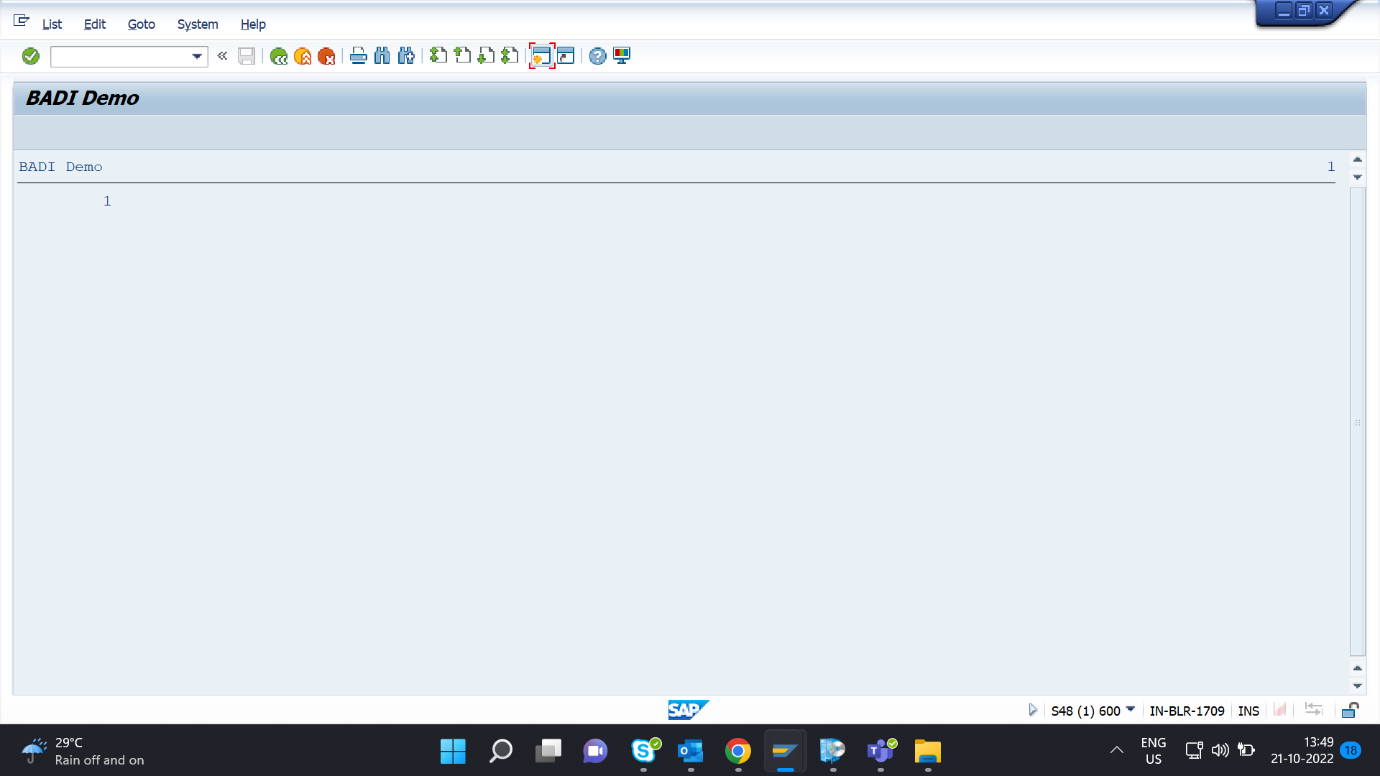 List Edit Goto System Help
BADI Demo
BADI Demo 1
1
SAP
S48 (1) 600 IN-BLR-1709 INS
29°C
Rain off and on
ENG
US
13:49
21-10-2022
18